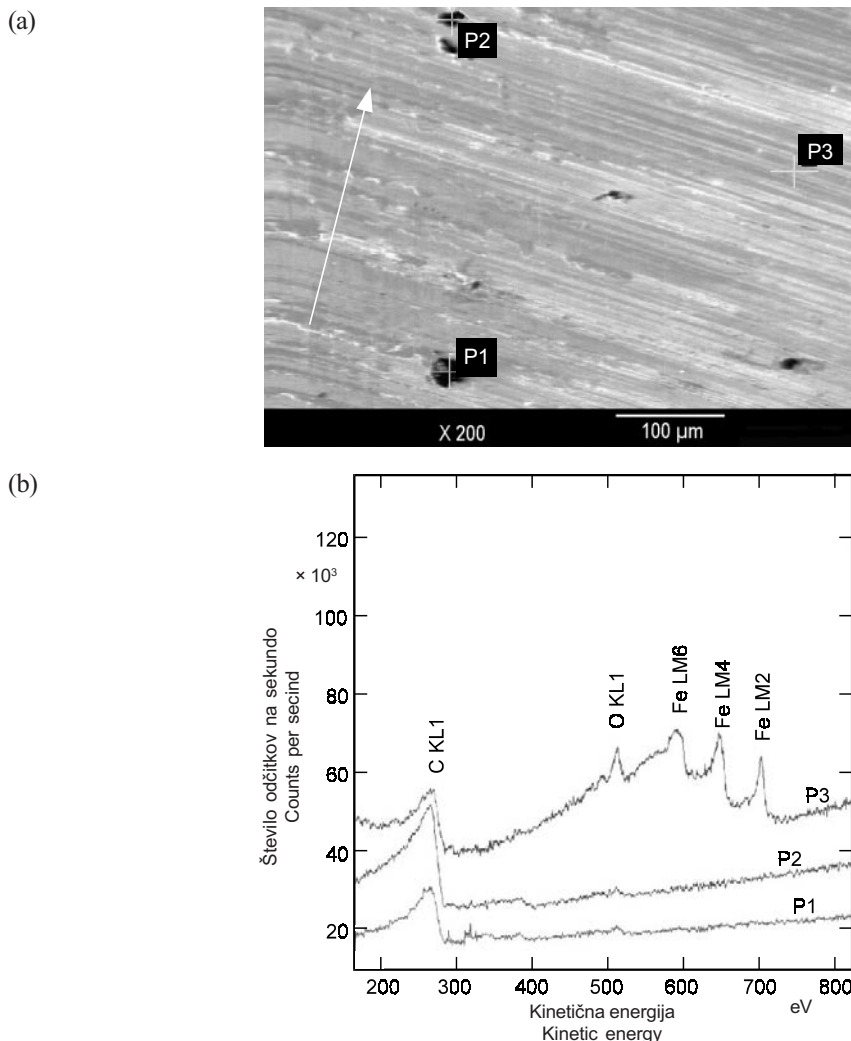 (a)
P2
P3
P1
X 200
100 µm
(b)
120
× 10³
100
80
60
40
20
Število odčitkov na sekundo
Counts per secind
C KL1
O KL1
Fe LM6
Fe LM4
Fe LM2
P3
P2
P1
200 300 400 500 600 700 800
Kinetična energija eV
Kinetic energy